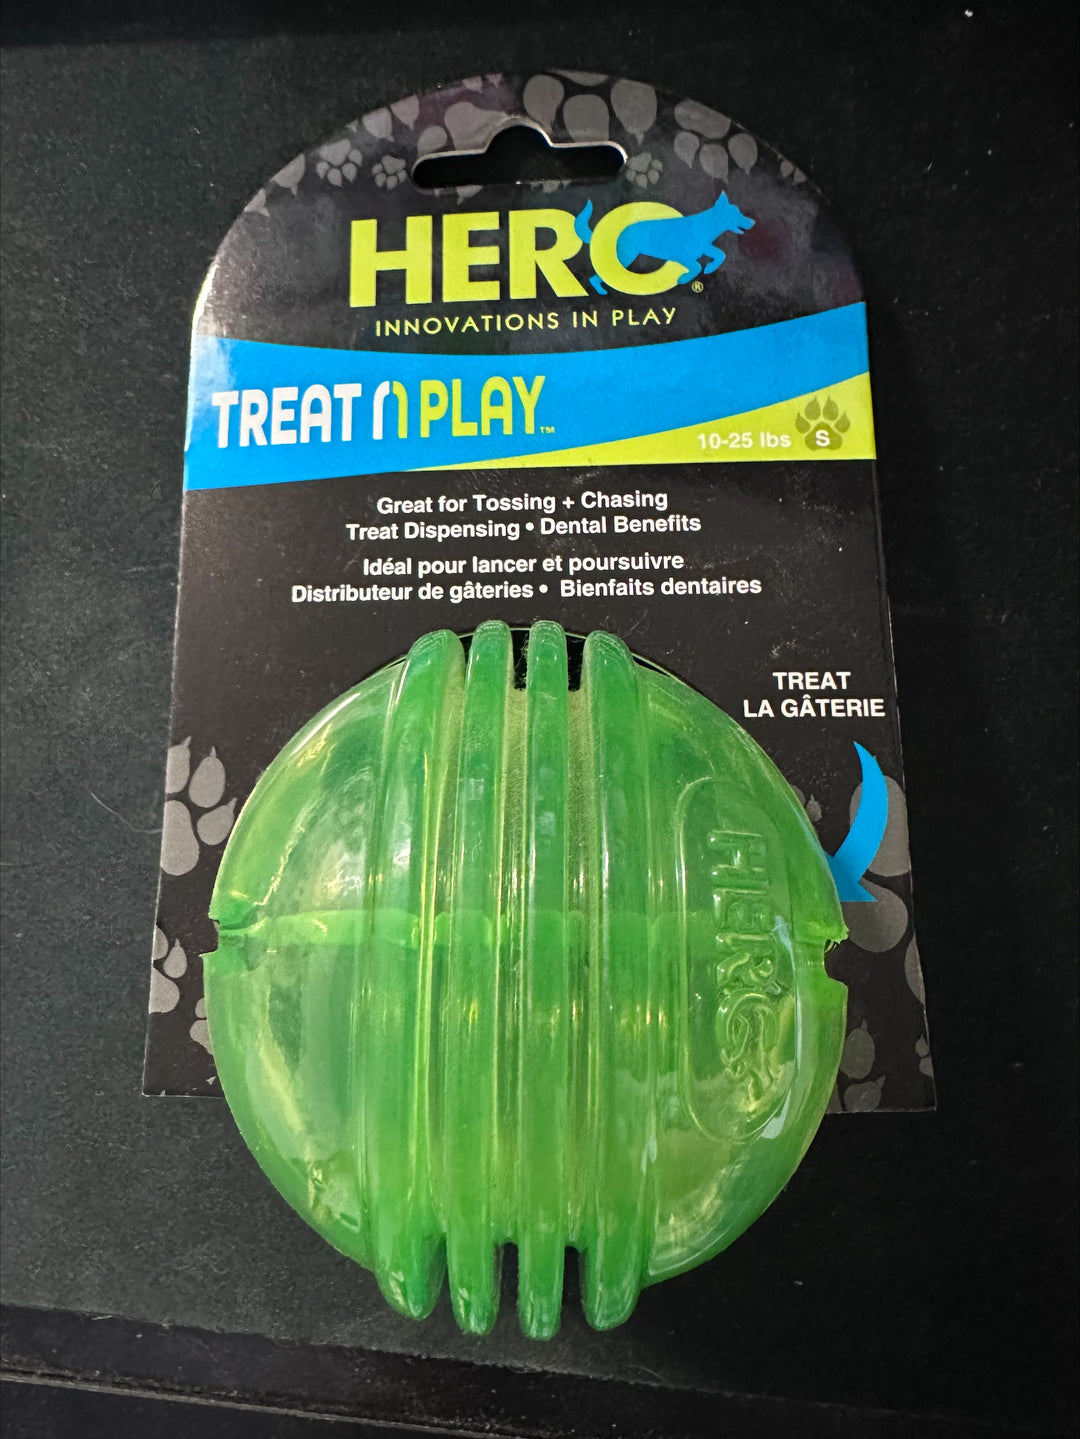 HERO®
INNOVATIONS IN PLAY
TREAT n PLAY™
10-25 lbs S
Great for Tossing + Chasing
Treat Dispensing • Dental Benefits
Idéal pour lancer et poursuivre
Distributeur de gâteries • Bienfaits dentaires
TREAT
LA GÂTERIE
HERO